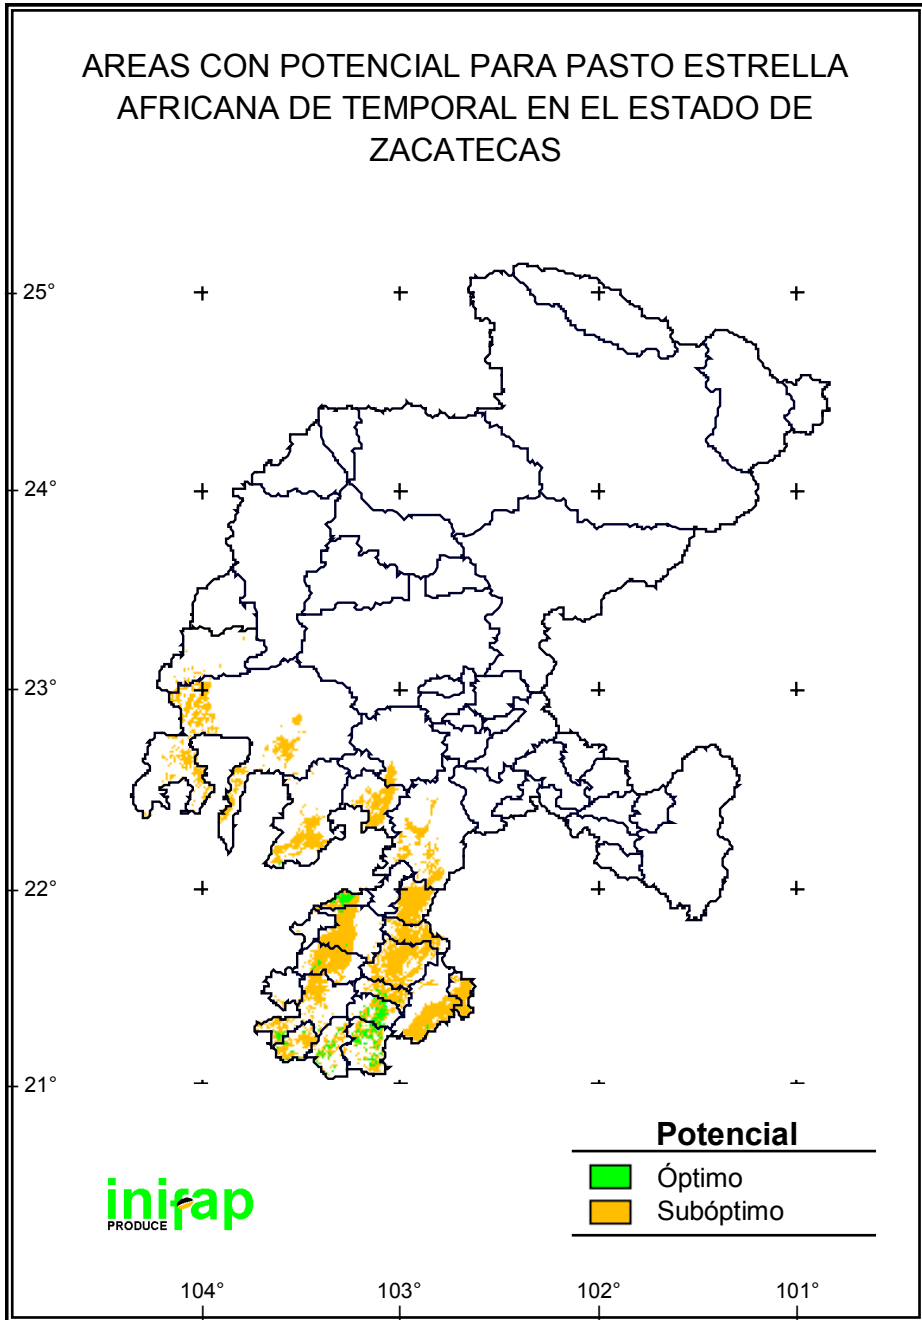 AREAS CON POTENCIAL PARA PASTO ESTRELLA
AFRICANA DE TEMPORAL EN EL ESTADO DE
ZACATECAS
25°
24°
23°
22°
21°
Potencial
Óptimo
Subóptimo
inifap
PRODUCE
104°
103°
102°
101°